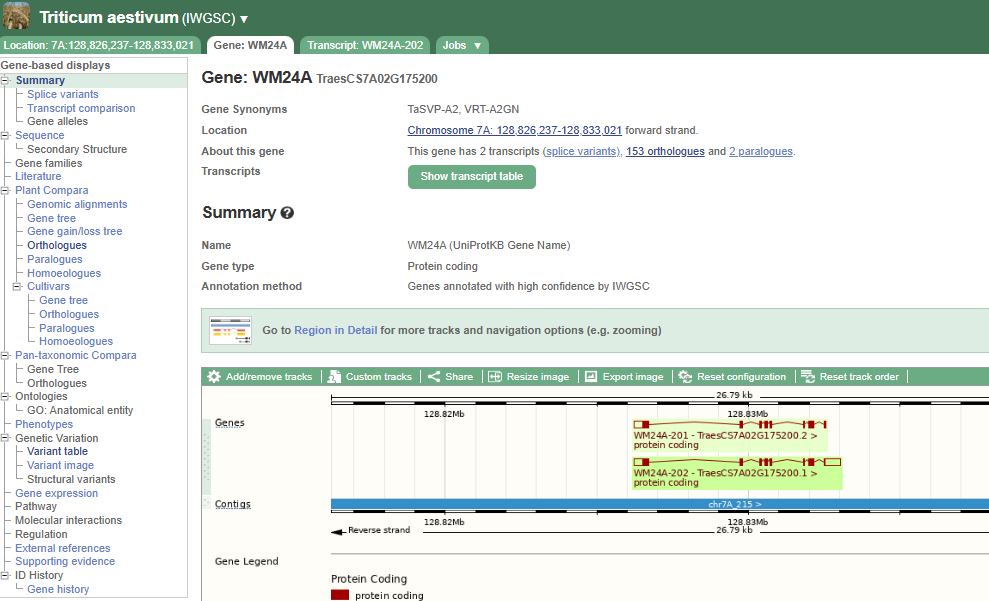 Triticum aestivum (IWGSC) ▼
Location: 7A:128,826,237-128,833,021
Gene: WM24A
Transcript: WM24A-202
Jobs ▼
Gene-based displays
Summary
Splice variants
Transcript comparison
Gene alleles
Sequence
Secondary Structure
Gene families
Literature
Plant Compara
Genomic alignments
Gene tree
Gene gain/loss tree
Orthologues
Paralogues
Homoeologues
Cultivars
Gene tree
Orthologues
Paralogues
Homoeologues
Pan-taxonomic Compara
Gene Tree
Orthologues
Ontologies
GO: Anatomical entity
Phenotypes
Genetic Variation
Variant table
Variant image
Structural variants
Gene expression
Pathway
Molecular interactions
Regulation
External references
Supporting evidence
ID History
Gene history
Gene: WM24A TraesCS7A02G175200
Gene Synonyms TaSVP-A2, VRT-A2GN
Location Chromosome 7A: 128,826,237-128,833,021 forward strand.
About this gene This gene has 2 transcripts (splice variants), 153 orthologues and 2 paralogues.
Transcripts Show transcript table
Summary ?
Name WM24A (UniProtKB Gene Name)
Gene type Protein coding
Annotation method Genes annotated with high confidence by IWGSC
Go to Region in Detail for more tracks and navigation options (e.g. zooming)
Add/remove tracks Custom tracks Share Resize image Export image Reset configuration Reset track order
26.79 kb
128.82Mb 128.83Mb
Genes
WM24A-201 - TraesCS7A02G175200.2 >
protein coding
WM24A-202 - TraesCS7A02G175200.1 >
protein coding
Contigs chr7A_215 >
128.82Mb 128.83Mb
Reverse strand 26.79 kb
Gene Legend
Protein Coding
protein coding